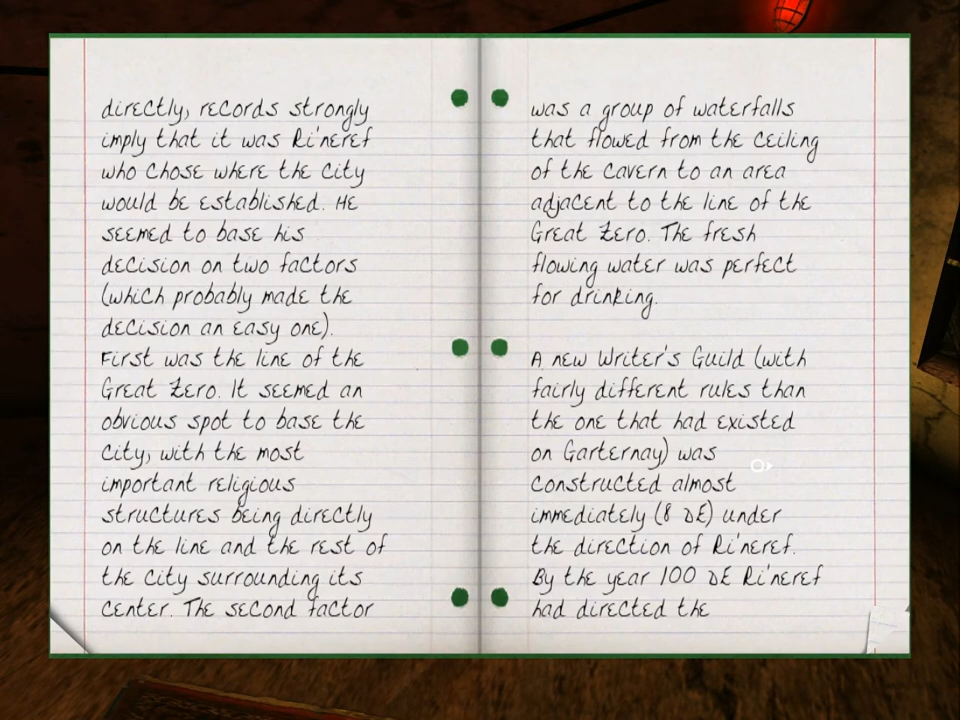 directly, records strongly
imply that it was Ri'neref
who chose where the city
would be established. He
seemed to base his
decision on two factors
(which probably made the
decision an easy one).
First was the line of the
Great Zero. It seemed an
obvious spot to base the
city, with the most
important religious
structures being directly
on the line and the rest of
the city surrounding its
center. The second factor
was a group of waterfalls
that flowed from the ceiling
of the cavern to an area
adjacent to the line of the
Great Zero. The fresh
flowing water was perfect
for drinking.
A new Writer's Guild (with
fairly different rules than
the one that had existed
on Garternay) was
constructed almost
immediately (8 DE) under
the direction of Ri'neref.
By the year 100 DE Ri'neref
had directed the